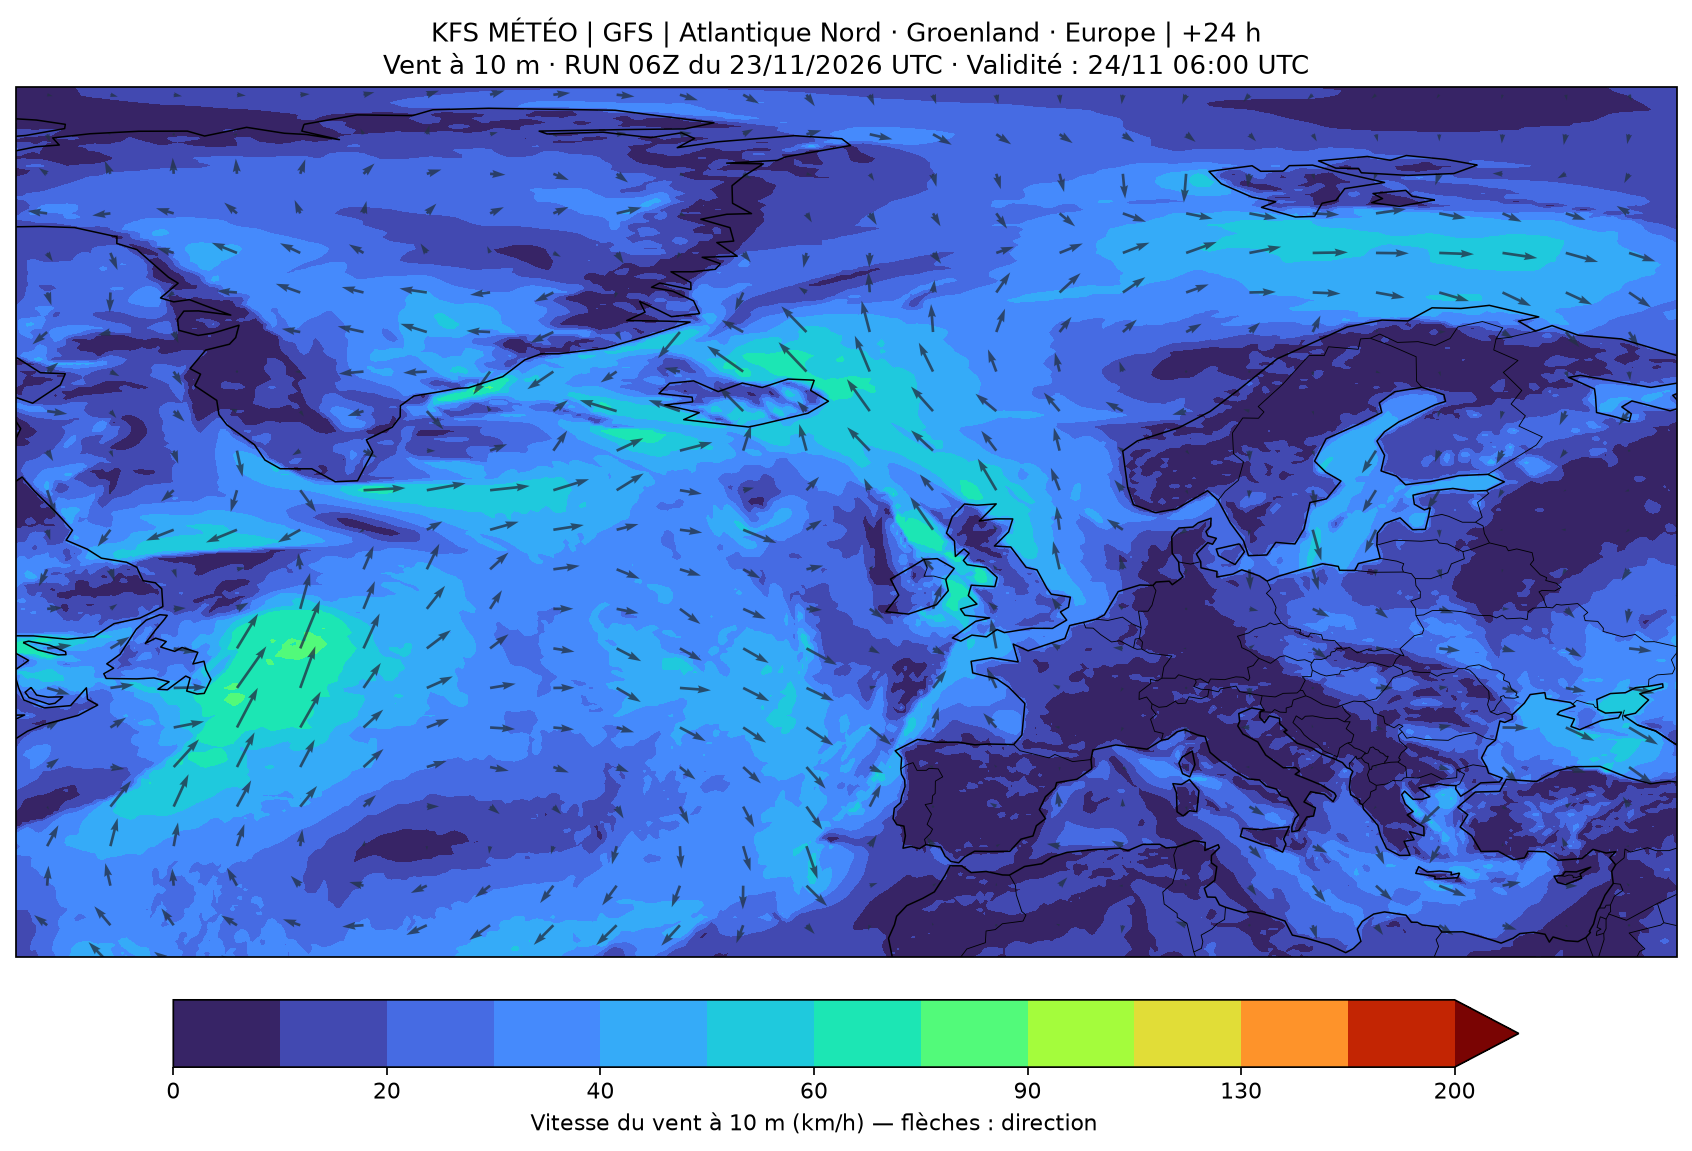 KFS MÉTÉO | GFS | Atlantique Nord · Groenland · Europe | +24 h
Vent à 10 m · RUN 06Z du 23/11/2026 UTC · Validité : 24/11 06:00 UTC
0 20 40 60 90 130 200
Vitesse du vent à 10 m (km/h) — flèches : direction